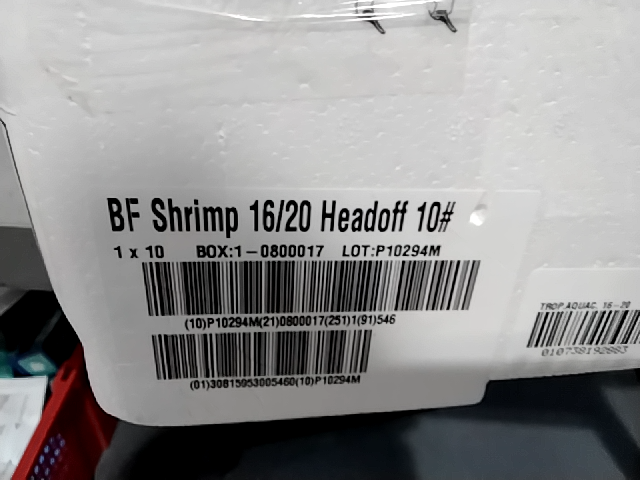 BF Shrimp 16/20 Headoff 10#
1 x 10 BOX:1-0800017 LOT:P10294M
(10)P10294M(21)0800017(251)1(91)546
(01)30815953005460(10)P10294M
TROP.AQUAC. 16-20